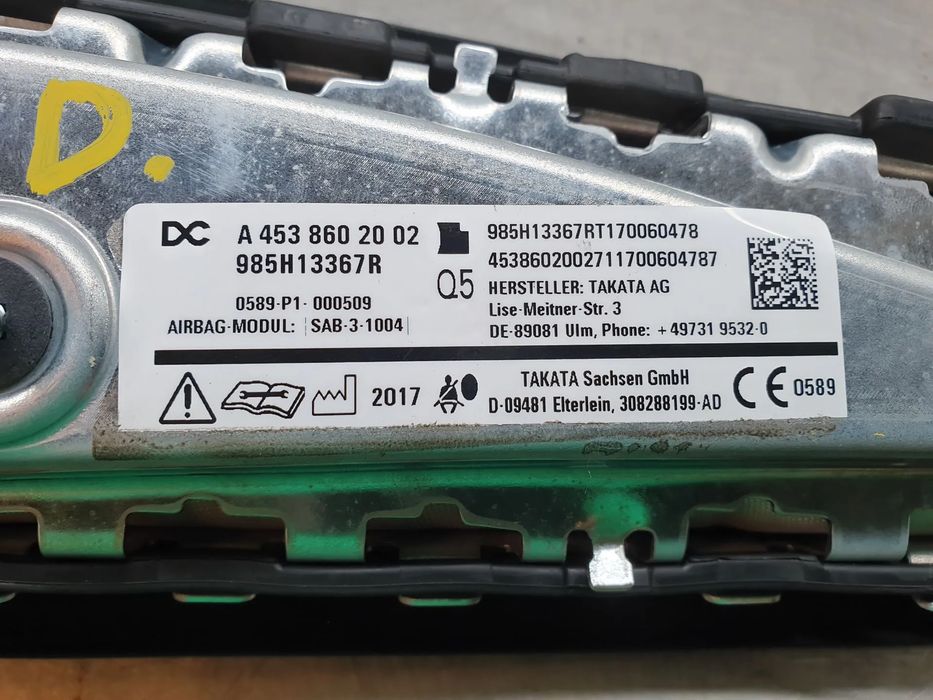 D.
DC A 453 860 20 02
985H13367R
0589-P1- 000509
AIRBAG-MODUL: SAB-3-1004
Q5
985H13367RT170060478
4538602002711700604787
HERSTELLER: TAKATA AG
Lise-Meitner-Str. 3
DE-89081 Ulm, Phone: +49731 9532-0
2017
TAKATA Sachsen GmbH
D-09481 Elterlein, 308288199-AD
CE 0589